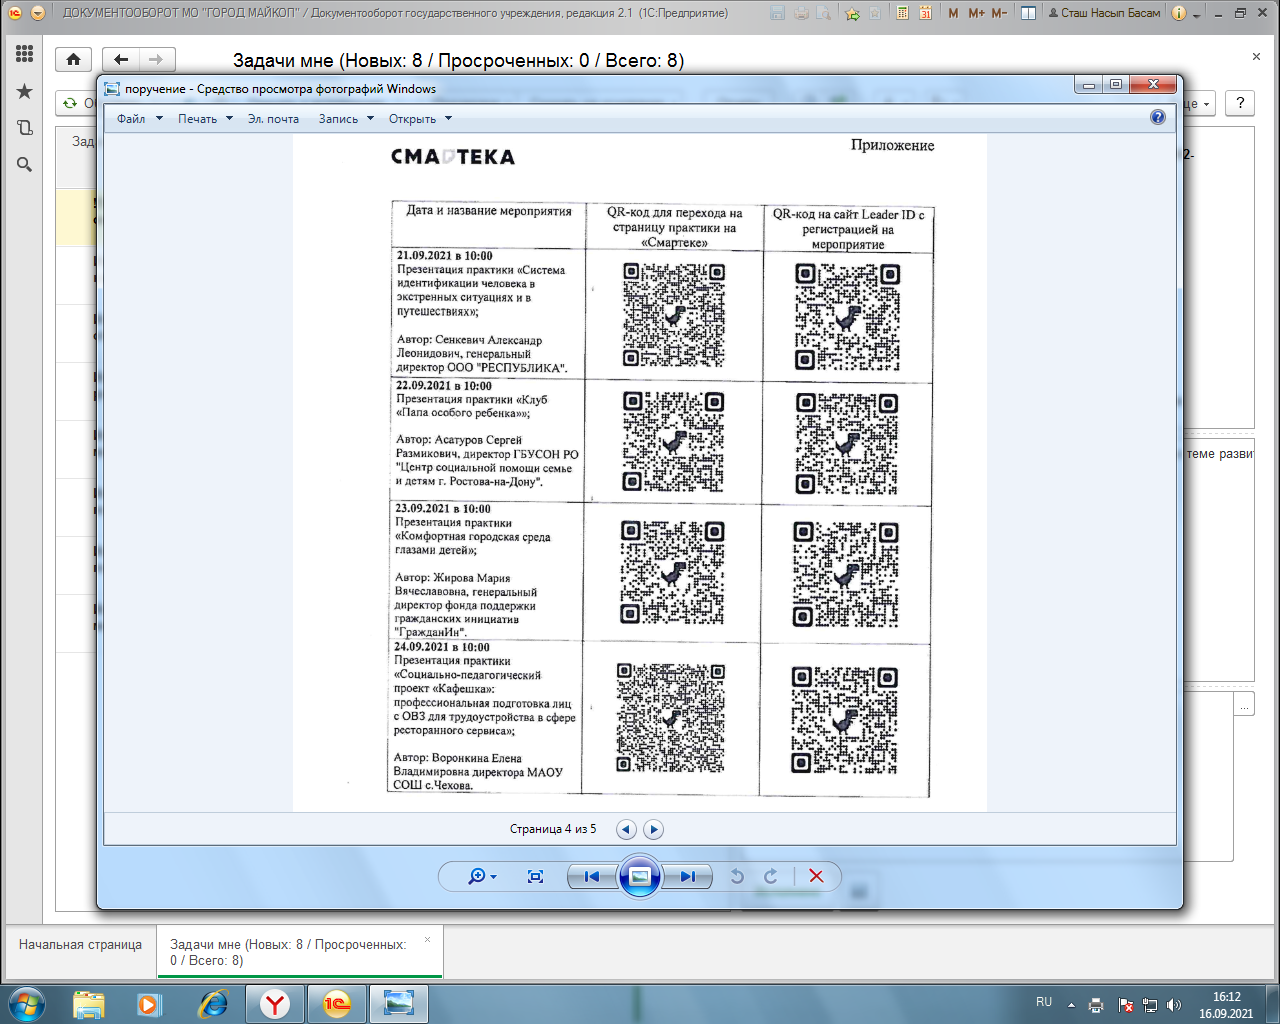 ДОКУМЕНТООБОРОТ МО "ГОРОД МАЙКОП" / Документооборот государственного учреждения, редакция 2.1 (1С:Предприятие)
M M+ M-
Сташ Насып Басам
Задачи мне (Новых: 8 / Просроченных: 0 / Всего: 8)
поручение - Средство просмотра фотографий Windows
Файл Печать Эл. почта Запись Открыть
Зад
ще
?
2-
теме разви
...
СМАРТЕКА
Приложение
Дата и название мероприятия
QR-код для перехода на
страницу практики на
«Смартеке»
QR-код на сайт Leader ID с
регистрацией на
мероприятие
21.09.2021 в 10:00
Презентация практики «Система
идентификации человека в
экстренных ситуациях и в
путешествиях»;
Автор: Сенкевич Александр
Леонидович, генеральный
директор ООО "РЕСПУБЛИКА".
22.09.2021 в 10:00
Презентация практики «Клуб
«Папа особого ребенка»»;
Автор: Асатуров Сергей
Размикович, директор ГБУСОН РО
"Центр социальной помощи семье
и детям г. Ростова-на-Дону".
23.09.2021 в 10:00
Презентация практики
«Комфортная городская среда
глазами детей»;
Автор: Жирова Мария
Вячеславовна, генеральный
директор фонда поддержки
гражданских инициатив
"ГражданИн".
24.09.2021 в 10:00
Презентация практики
«Социально-педагогический
проект «Кафешка»:
профессиональная подготовка лиц
с ОВЗ для трудоустройства в сфере
ресторанного сервиса»;
Автор: Воронкина Елена
Владимировна директора МАОУ
СОШ с.Чехова.
Страница 4 из 5
Начальная страница
Задачи мне (Новых: 8 / Просроченных:
0 / Всего: 8)
RU
16:12
16.09.2021